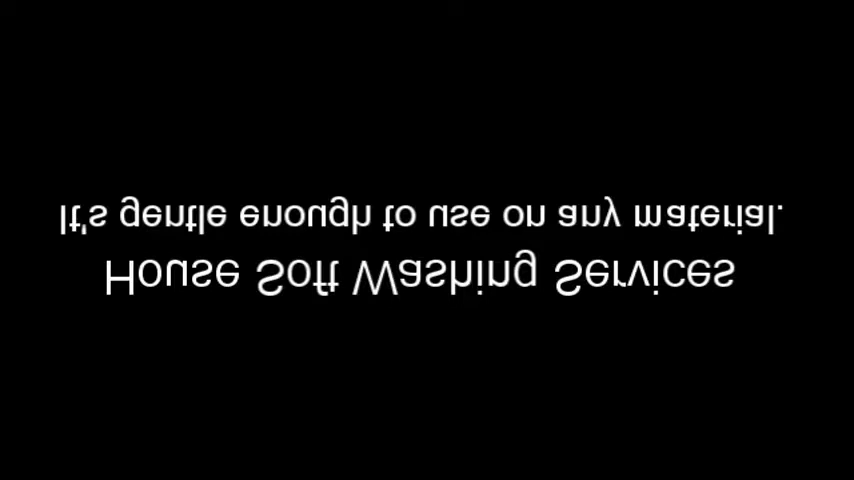 House Soft Washing Services
It's gentle enough to use on any material.